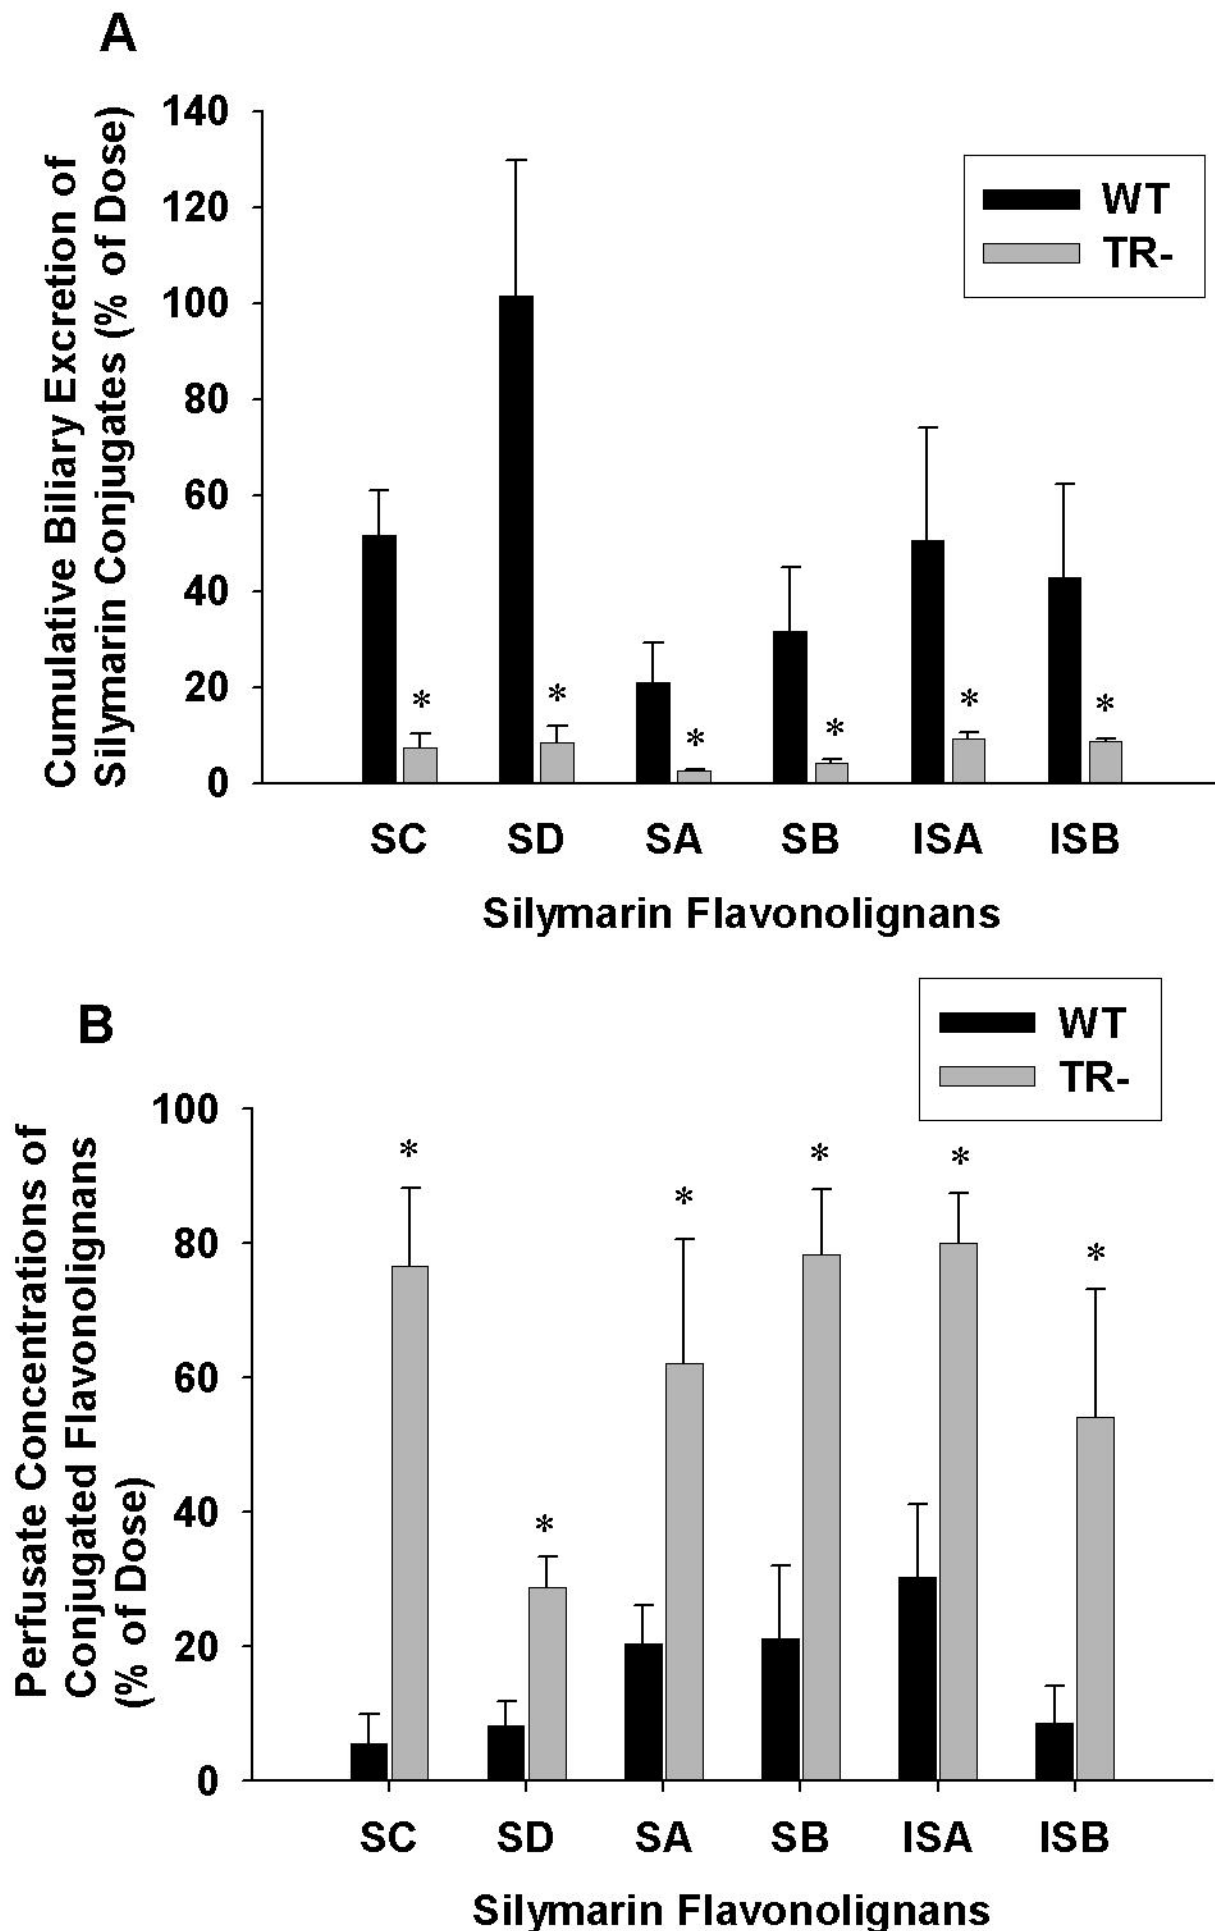 A
Cumulative Biliary Excretion of
Silymarin Conjugates (% of Dose)
140
120
100
80
60
40
20
0
WT
TR-
*
*
*
*
*
*
SC SD SA SB ISA ISB
Silymarin Flavonolignans
B
Perfusate Concentrations of
Conjugated Flavonolignans
(% of Dose)
100
80
60
40
20
0
WT
TR-
*
*
*
*
*
*
SC SD SA SB ISA ISB
Silymarin Flavonolignans